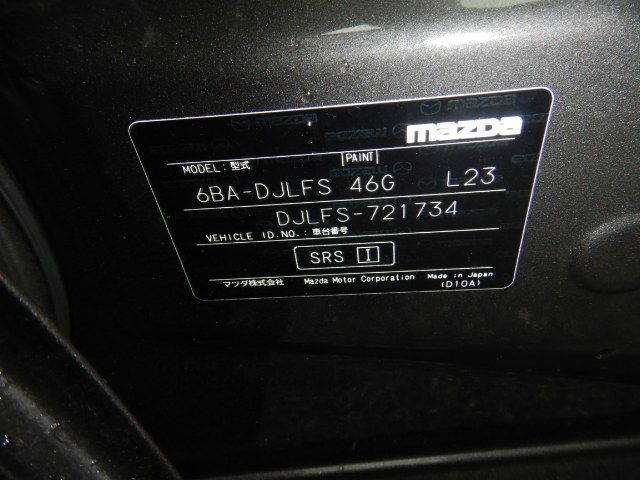 mazda
MODEL: 型式 PAINT
6BA-DJLFS 46G L23
DJLFS-721734
VEHICLE ID.NO.: 車台番号
SRS I
マツダ株式会社 Mazda Motor Corporation Made in Japan
(D10A)